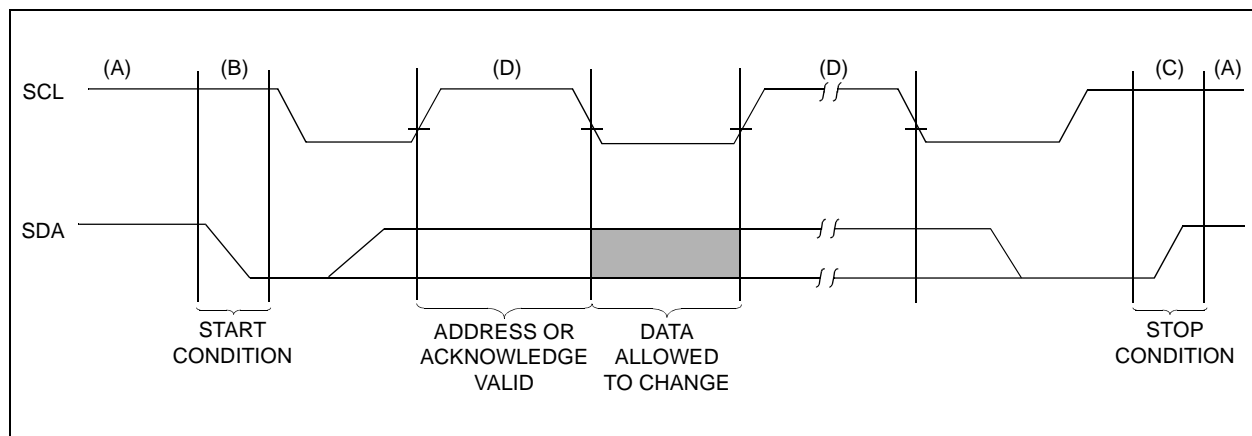 (A)
(B)
(D)
(D)
(C)
(A)
SCL
SDA
START
CONDITION
ADDRESS OR
ACKNOWLEDGE
VALID
DATA
ALLOWED
TO CHANGE
STOP
CONDITION